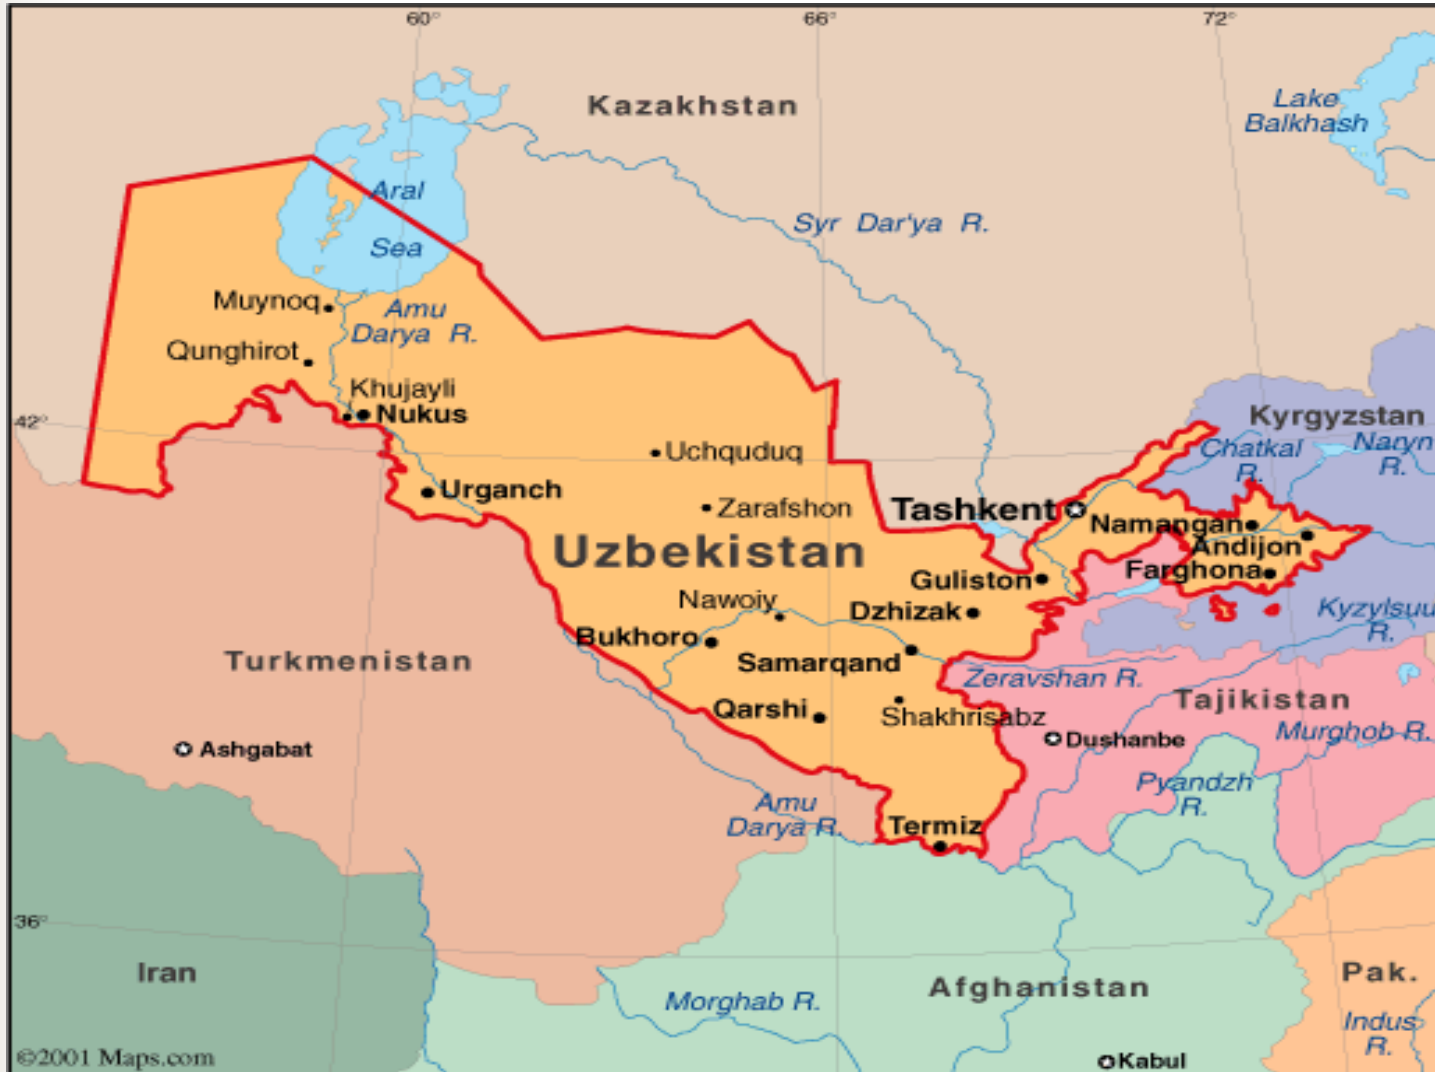 60°
66°
72°
Kazakhstan
Lake
Balkhash
Aral
Sea
Syr Dar'ya R.
Muynoq
Amu
Darya R.
Qunghirot
Khujayli
Nukus
42°
Kyrgyzstan
Chatkal
R.
Naryn
R.
Uchquduq
Urganch
Zarafshon
Tashkent
Namangan
Andijon
Uzbekistan
Farghona
Guliston
Nawoiy
Dzhizak
Kyzylsuu
R.
Bukhoro
Samarqand
Turkmenistan
Zeravshan R.
Tajikistan
Qarshi
Shakhrisabz
Murghob R.
Ashgabat
Dushanbe
Pyandzh
R.
Amu
Darya R.
Termiz
36°
Iran
Afghanistan
Pak.
Morghab R.
Indus
R.
©2001 Maps.com
Kabul